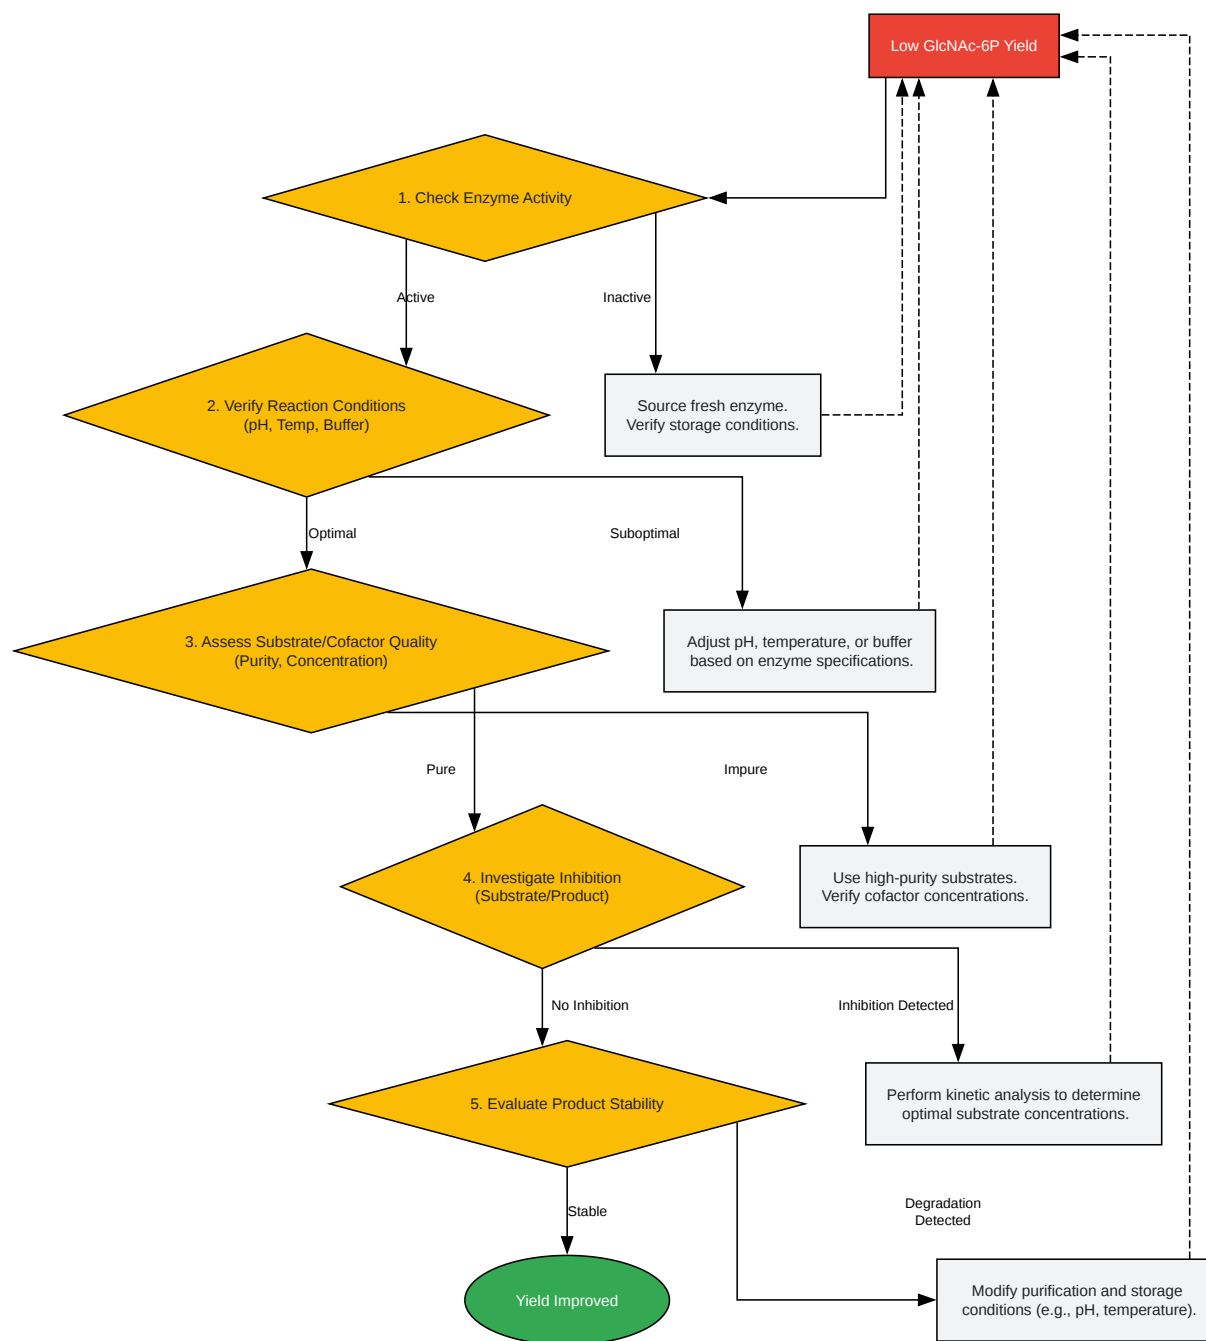 Low GlcNAc-6P Yield
1. Check Enzyme Activity
Active
Inactive
2. Verify Reaction Conditions
(pH, Temp, Buffer)
Source fresh enzyme.
Verify storage conditions.
Optimal
Suboptimal
3. Assess Substrate/Cofactor Quality
(Purity, Concentration)
Adjust pH, temperature, or buffer
based on enzyme specifications.
Pure
Impure
4. Investigate Inhibition
(Substrate/Product)
Use high-purity substrates.
Verify cofactor concentrations.
No Inhibition
Inhibition Detected
5. Evaluate Product Stability
Perform kinetic analysis to determine
optimal substrate concentrations.
Stable
Degradation
Detected
Yield Improved
Modify purification and storage
conditions (e.g., pH, temperature).